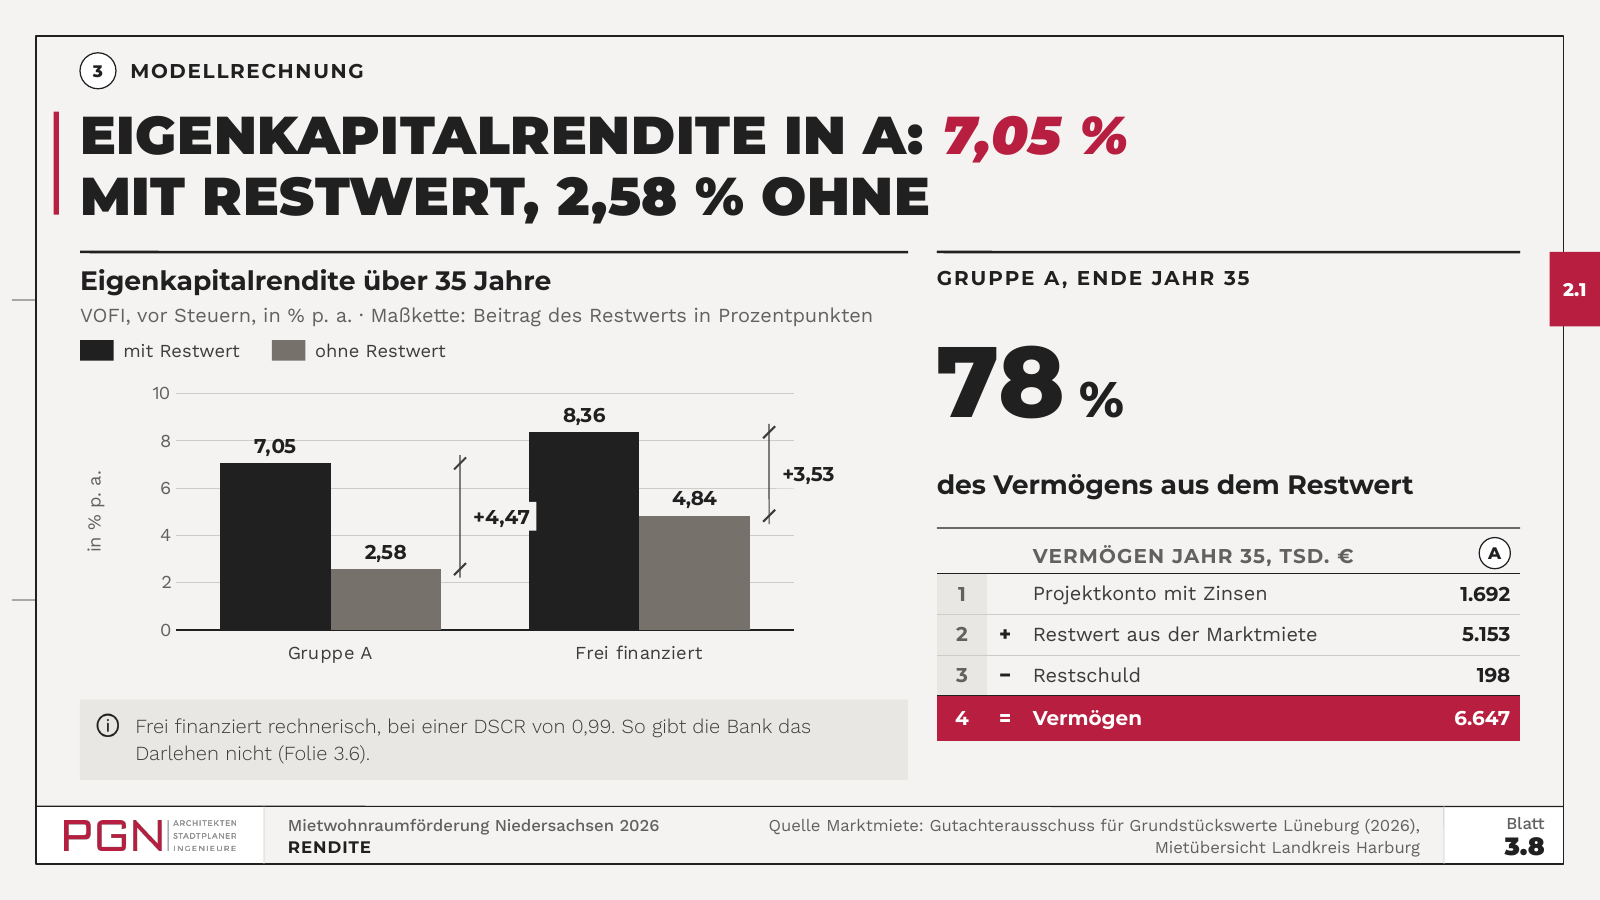 3 MODELLRECHNUNG
EIGENKAPITALRENDITE IN A: 7,05 %
MIT RESTWERT, 2,58 % OHNE
Eigenkapitalrendite über 35 Jahre
VOFI, vor Steuern, in % p. a. · Maßkette: Beitrag des Restwerts in Prozentpunkten
mit Restwert ohne Restwert
in % p. a.
10
8
6
4
2
0
7,05
2,58
+4,47
8,36
4,84
+3,53
Gruppe A Frei finanziert
Frei finanziert rechnerisch, bei einer DSCR von 0,99. So gibt die Bank das
Darlehen nicht (Folie 3.6).
GRUPPE A, ENDE JAHR 35
78 %
des Vermögens aus dem Restwert
VERMÖGEN JAHR 35, TSD. € A
1 Projektkonto mit Zinsen 1.692
2 + Restwert aus der Marktmiete 5.153
3 − Restschuld 198
4 = Vermögen 6.647
2.1
PGN
ARCHITEKTEN
STADTPLANER
INGENIEURE
Mietwohnraumförderung Niedersachsen 2026
RENDITE
Quelle Marktmiete: Gutachterausschuss für Grundstückswerte Lüneburg (2026),
Mietübersicht Landkreis Harburg
Blatt
3.8